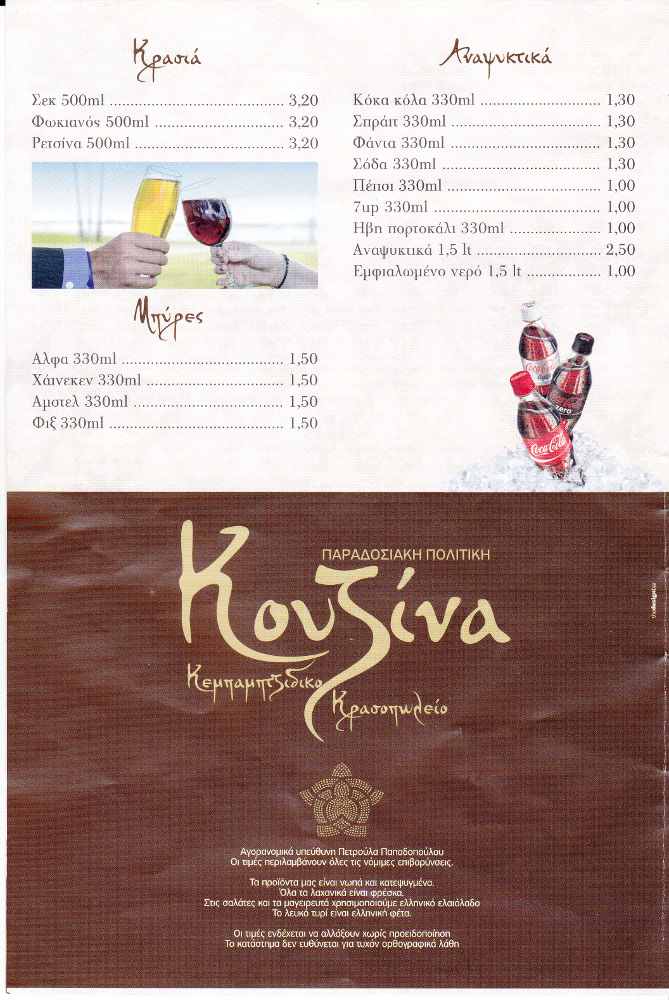 Κρασιά
Σεκ 500ml ........................................ 3,20
Φωκιανός 500ml .............................. 3,20
Ρετσίνα 500ml .................................. 3,20
Μπύρες
Αλφα 330ml ..................................... 1,50
Χάινεκεν 330ml ................................ 1,50
Αμστελ 330ml ................................... 1,50
Φιξ 330ml ........................................ 1,50
Αναψυκτικά
Κόκα κόλα 330ml ............................ 1,30
Σπράιτ 330ml ................................... 1,30
Φάντα 330ml ................................... 1,30
Σόδα 330ml ..................................... 1,30
Πέπσι 330ml .................................... 1,00
7up 330ml ....................................... 1,00
Ηβη πορτοκάλι 330ml ..................... 1,00
Αναψυκτικά 1,5 lt ............................. 2,50
Εμφιαλωμένο νερό 1,5 lt ................. 1,00
Coca-Cola
zero
Coca-Cola
ΠΑΡΑΔΟΣΙΑΚΗ ΠΟΛΙΤΙΚΗ
Κουζίνα
Κεμπαμπτζίδικο
Κρασοπωλείο
Αγορανομικά υπεύθυνη Πετρούλα Παπαδοπούλου
Οι τιμές περιλαμβάνουν όλες τις νόμιμες επιβαρύνσεις.
Τα προϊόντα μας είναι νωπά και κατεψυγμένα.
Όλα τα λαχανικά είναι φρέσκα.
Στις σαλάτες και τα μαγειρευτά χρησιμοποιούμε ελληνικό ελαιόλαδο
Το λευκό τυρί είναι ελληνική φέτα.
Οι τιμές ενδέχεται να αλλάξουν χωρίς προειδοποίηση
Το κατάστημα δεν ευθύνεται για τυχόν ορθογραφικά λάθη